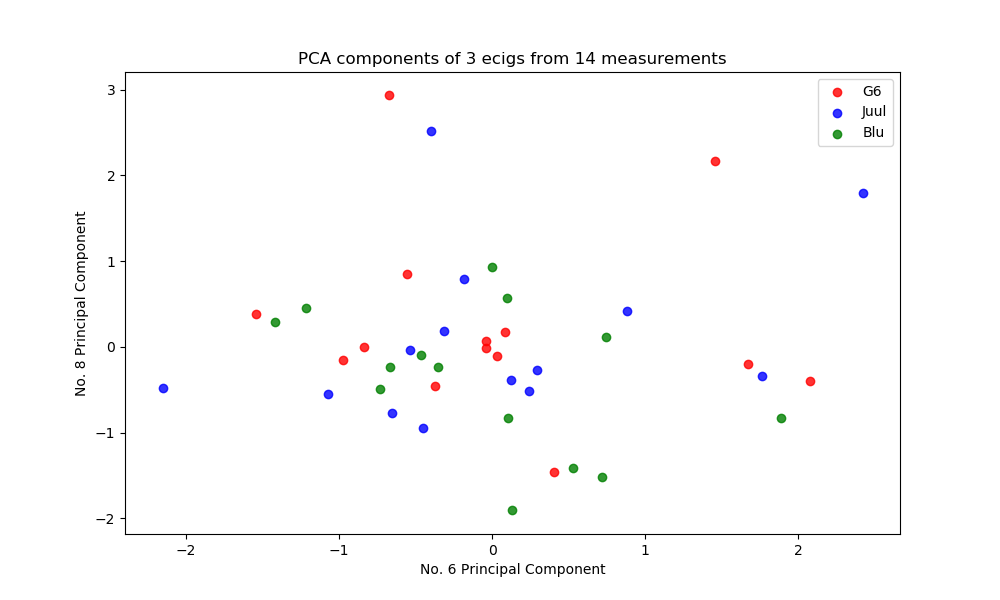 PCA components of 3 ecigs from 14 measurements
G6
Juul
Blu
3
2
1
0
−1
−2
No. 8 Principal Component
−2
−1
0
1
2
No. 6 Principal Component